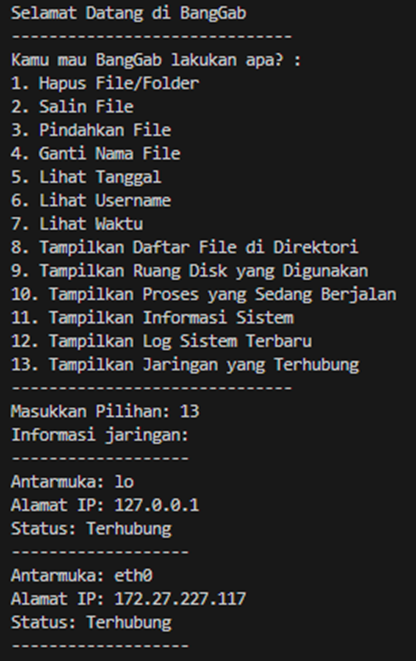 Selamat Datang di BangGab
------------------------------
Kamu mau BangGab lakukan apa? :
1. Hapus File/Folder
2. Salin File
3. Pindahkan File
4. Ganti Nama File
5. Lihat Tanggal
6. Lihat Username
7. Lihat Waktu
8. Tampilkan Daftar File di Direktori
9. Tampilkan Ruang Disk yang Digunakan
10. Tampilkan Proses yang Sedang Berjalan
11. Tampilkan Informasi Sistem
12. Tampilkan Log Sistem Terbaru
13. Tampilkan Jaringan yang Terhubung
------------------------------
Masukkan Pilihan: 13
Informasi jaringan:
-------------------
Antarmuka: lo
Alamat IP: 127.0.0.1
Status: Terhubung
-------------------
Antarmuka: eth0
Alamat IP: 172.27.227.117
Status: Terhubung
-------------------